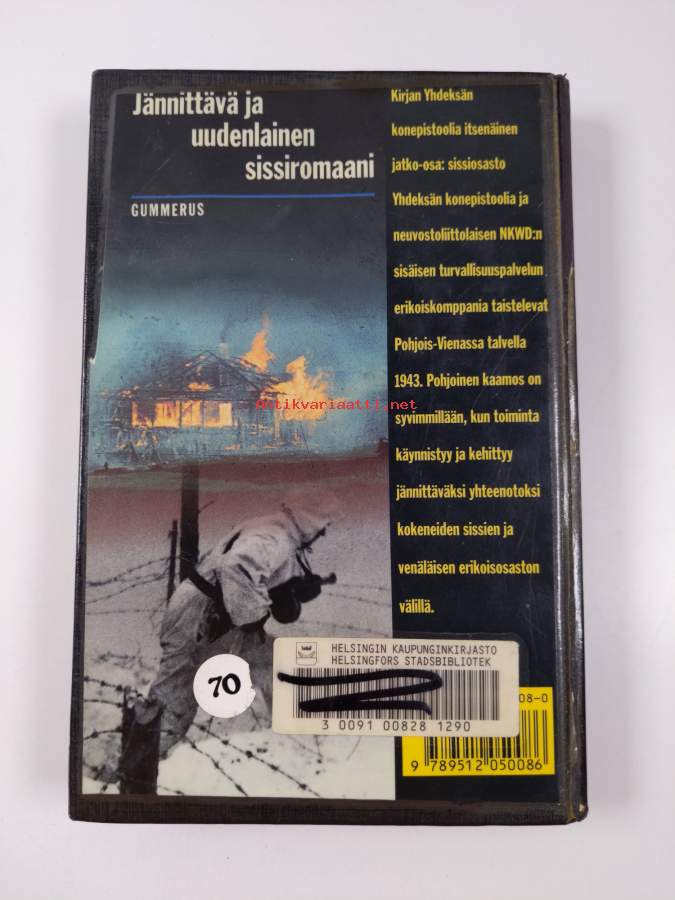 Jännittävä ja
uudenlainen
sissiromaani
GUMMERUS
Kirjan Yhdeksän
konepistoolia itsenäinen
jatko-osa: sissiosasto
Yhdeksän konepistoolia ja
neuvostoliittolaisen NKWD:n
sisäisen turvallisuuspalvelun
erikoiskomppania taistelevat
Pohjois-Vienassa talvella
1943. Pohjoinen kaamos on
syvimmillään, kun toiminta
käynnistyy ja kehittyy
jännittäväksi yhteenotoksi
kokeneiden sissien ja
venäläisen erikoisosaston
välillä.
Antikvariaatti.net
70
HELSINGIN KAUPUNGINKIRJASTO
HELSINGFORS STADSBIBLIOTEK
3 0091 00828 1290
08-0
9 789512 050086